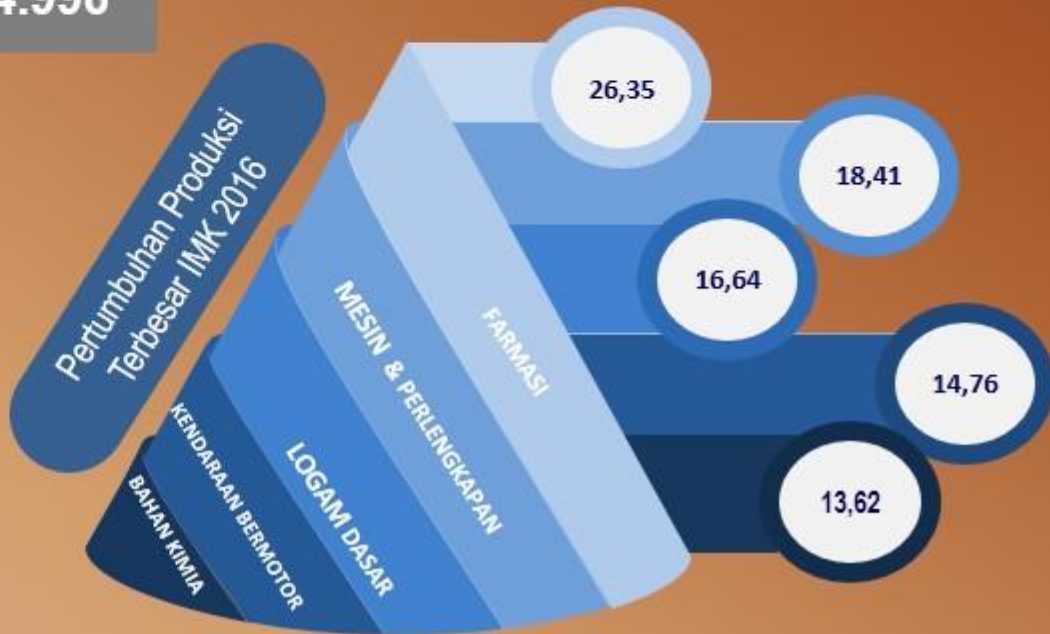 Pertumbuhan Produksi
Terbesar IMK 2016
26,35
18,41
16,64
14,76
13,62
FARMASI
MESIN & PERLENGKAPAN
LOGAM DASAR
KENDARAAN BERMOTOR
BAHAN KIMIA